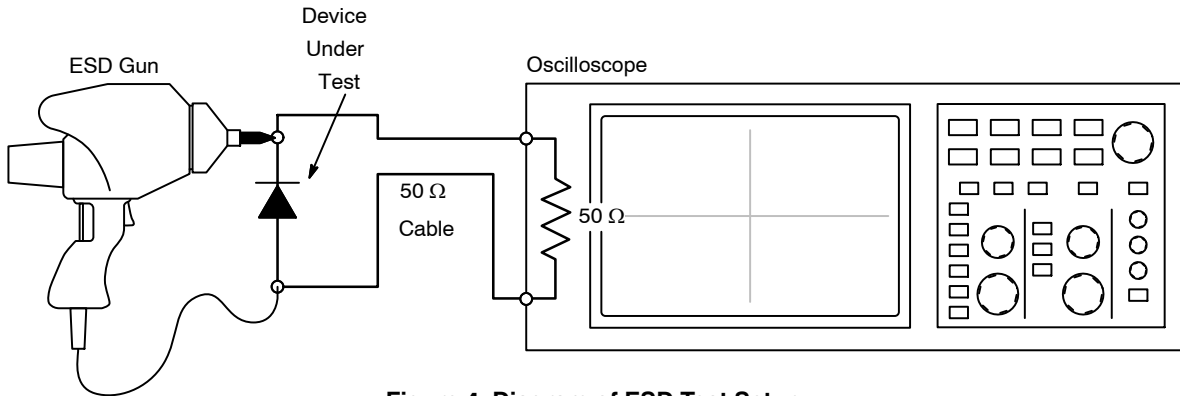 Device
Under
Test
ESD Gun
Oscilloscope
50 Ω
Cable
50 Ω